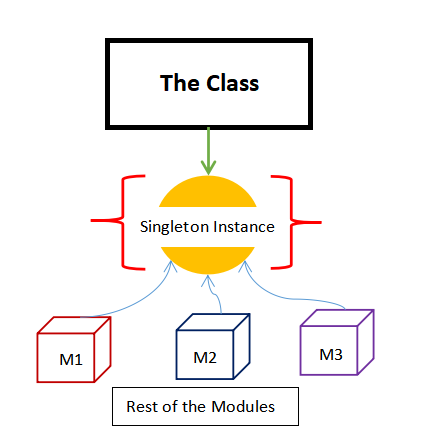 The Class
Singleton Instance
M1
M2
M3
Rest of the Modules